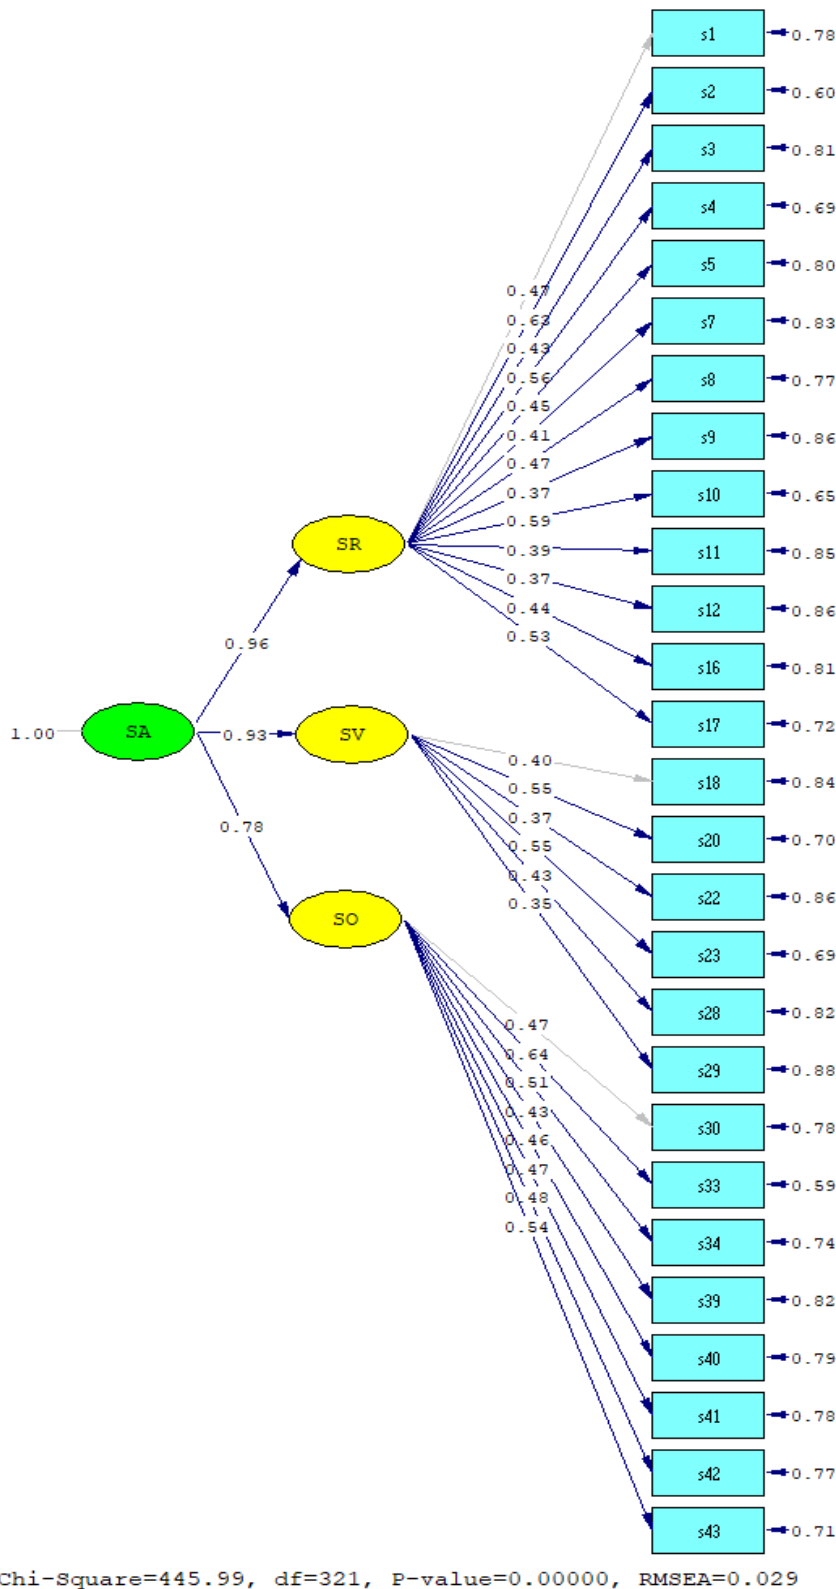 s1 0.78
s2 0.60
s3 0.81
s4 0.69
s5 0.80
s7 0.83
s8 0.77
s9 0.86
s10 0.65
s11 0.85
s12 0.86
s16 0.81
s17 0.72
s18 0.84
s20 0.70
s22 0.86
s23 0.69
s28 0.82
s29 0.88
s30 0.78
s33 0.59
s34 0.74
s39 0.82
s40 0.79
s41 0.78
s42 0.77
s43 0.71
0.47
0.63
0.43
0.56
0.45
0.41
0.47
0.37
0.59
0.39
0.37
0.44
0.53
SR
0.96
1.00
SA
0.93
SV
0.78
SO
0.40
0.55
0.37
0.55
0.43
0.35
0.47
0.64
0.51
0.43
0.46
0.47
0.48
0.54
Chi-Square=445.99, df=321, P-value=0.00000, RMSEA=0.029